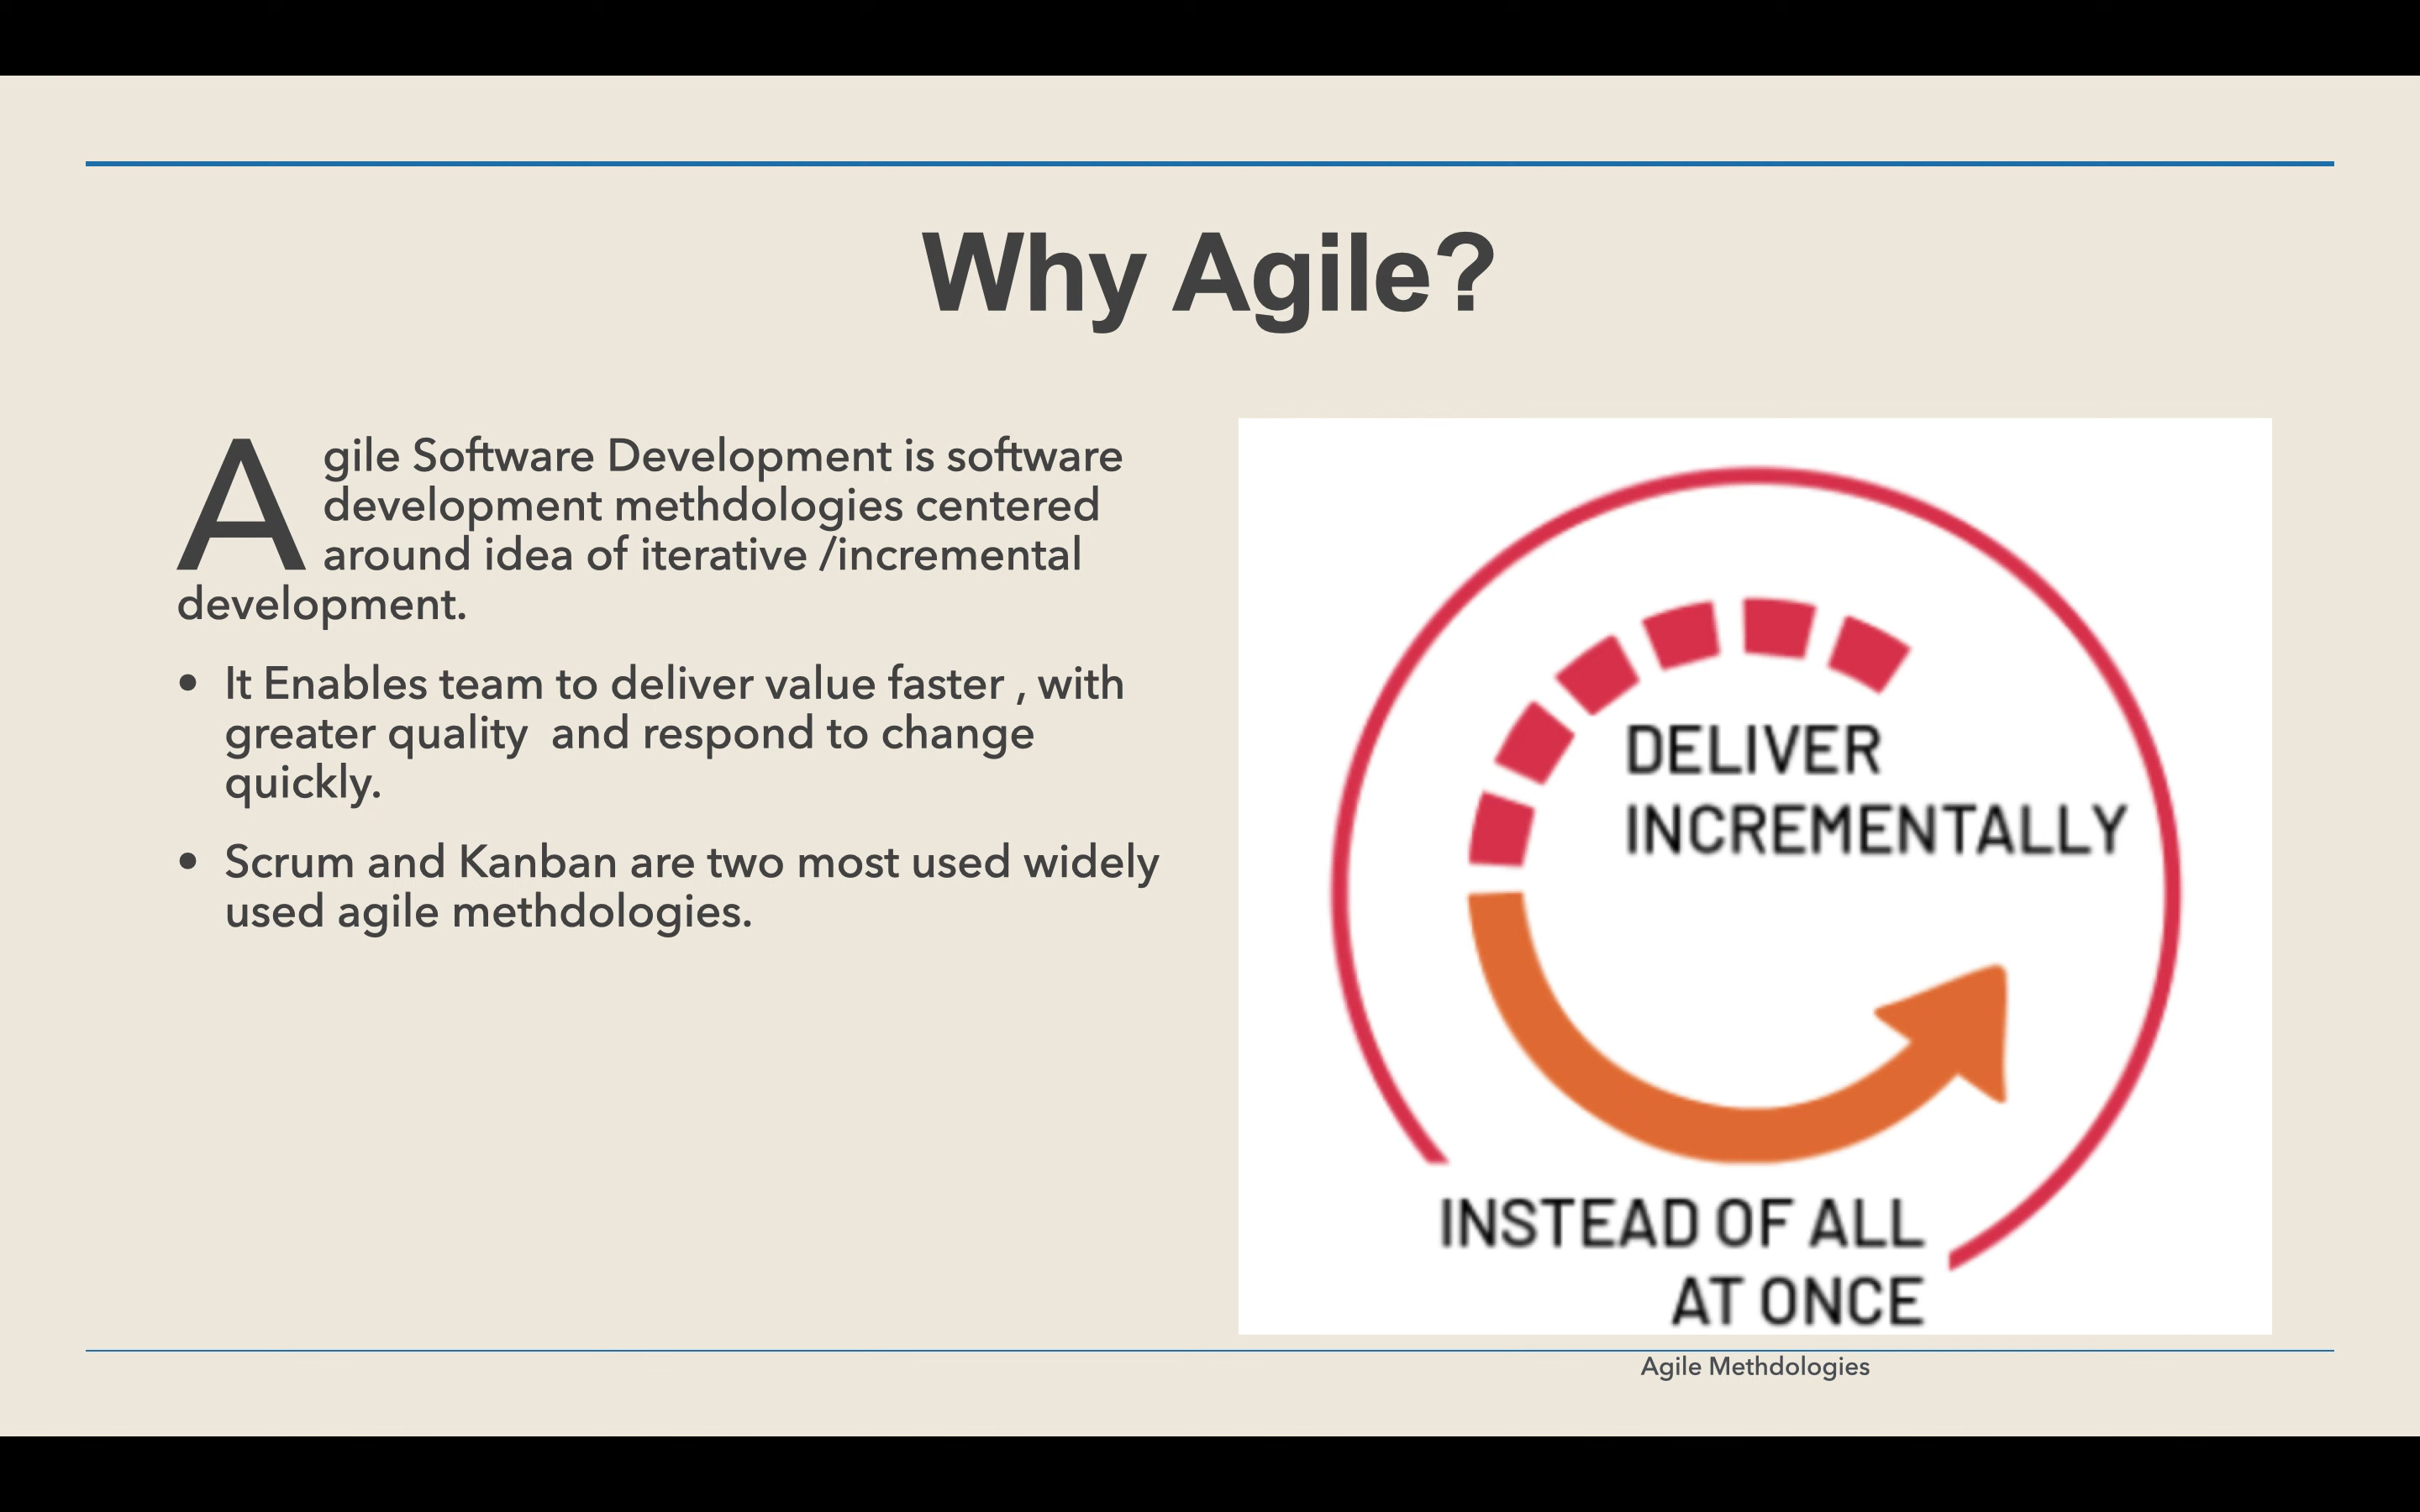 Why Agile?
Agile Software Development is software
development methdologies centered
around idea of iterative /incremental
development.
• It Enables team to deliver value faster , with
greater quality  and respond to change
quickly.
• Scrum and Kanban are two most used widely
used agile methdologies.
DELIVER
INCREMENTALLY
INSTEAD OF ALL
AT ONCE
Agile Methdologies